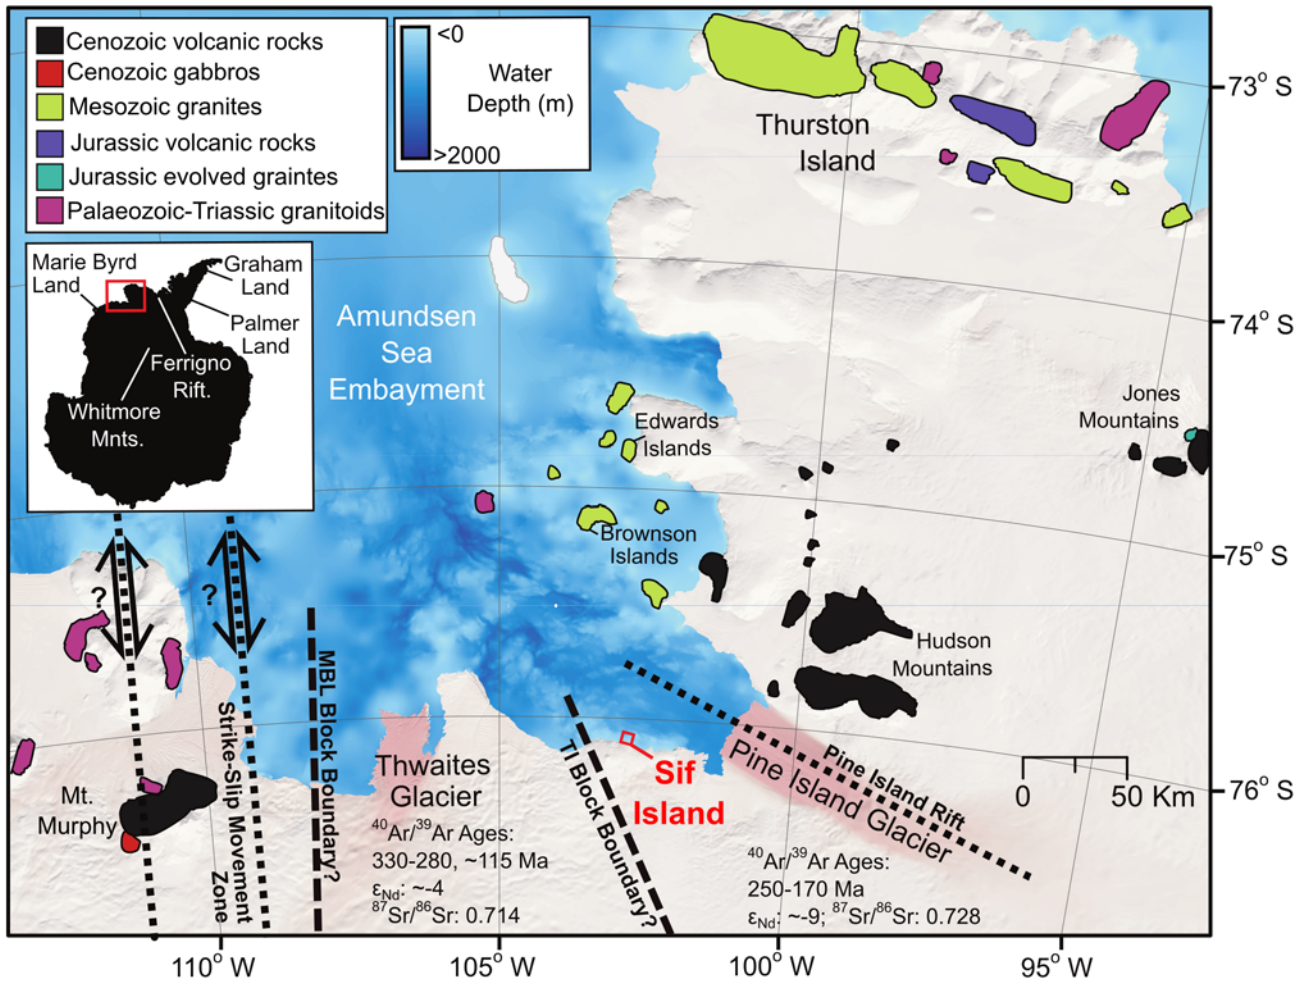 Cenozoic volcanic rocks
Cenozoic gabbros
Mesozoic granites
Jurassic volcanic rocks
Jurassic evolved graintes
Palaeozoic-Triassic granitoids
<0
Water
Depth (m)
>2000
Marie Byrd
Land
Graham
Land
Palmer
Land
Ferrigno
Rift.
Whitmore
Mnts.
Thurston
Island
73° S
74° S
75° S
76° S
Amundsen
Sea
Embayment
Edwards
Islands
Brownson
Islands
Jones
Mountains
Hudson
Mountains
?
?
MBL Block Boundary?
Strike-Slip Movement
Zone
Mt.
Murphy
Thwaites
Glacier
⁴⁰Ar/³⁹Ar Ages:
330-280, ~115 Ma
εNd: ~-4
⁸⁷Sr/⁸⁶Sr: 0.714
TI Block Boundary?
Sif
Island
Pine Island Rift
Pine Island Glacier
0 50 Km
⁴⁰Ar/³⁹Ar Ages:
250-170 Ma
εNd: ~-9; ⁸⁷Sr/⁸⁶Sr: 0.728
110° W
105° W
100° W
95° W